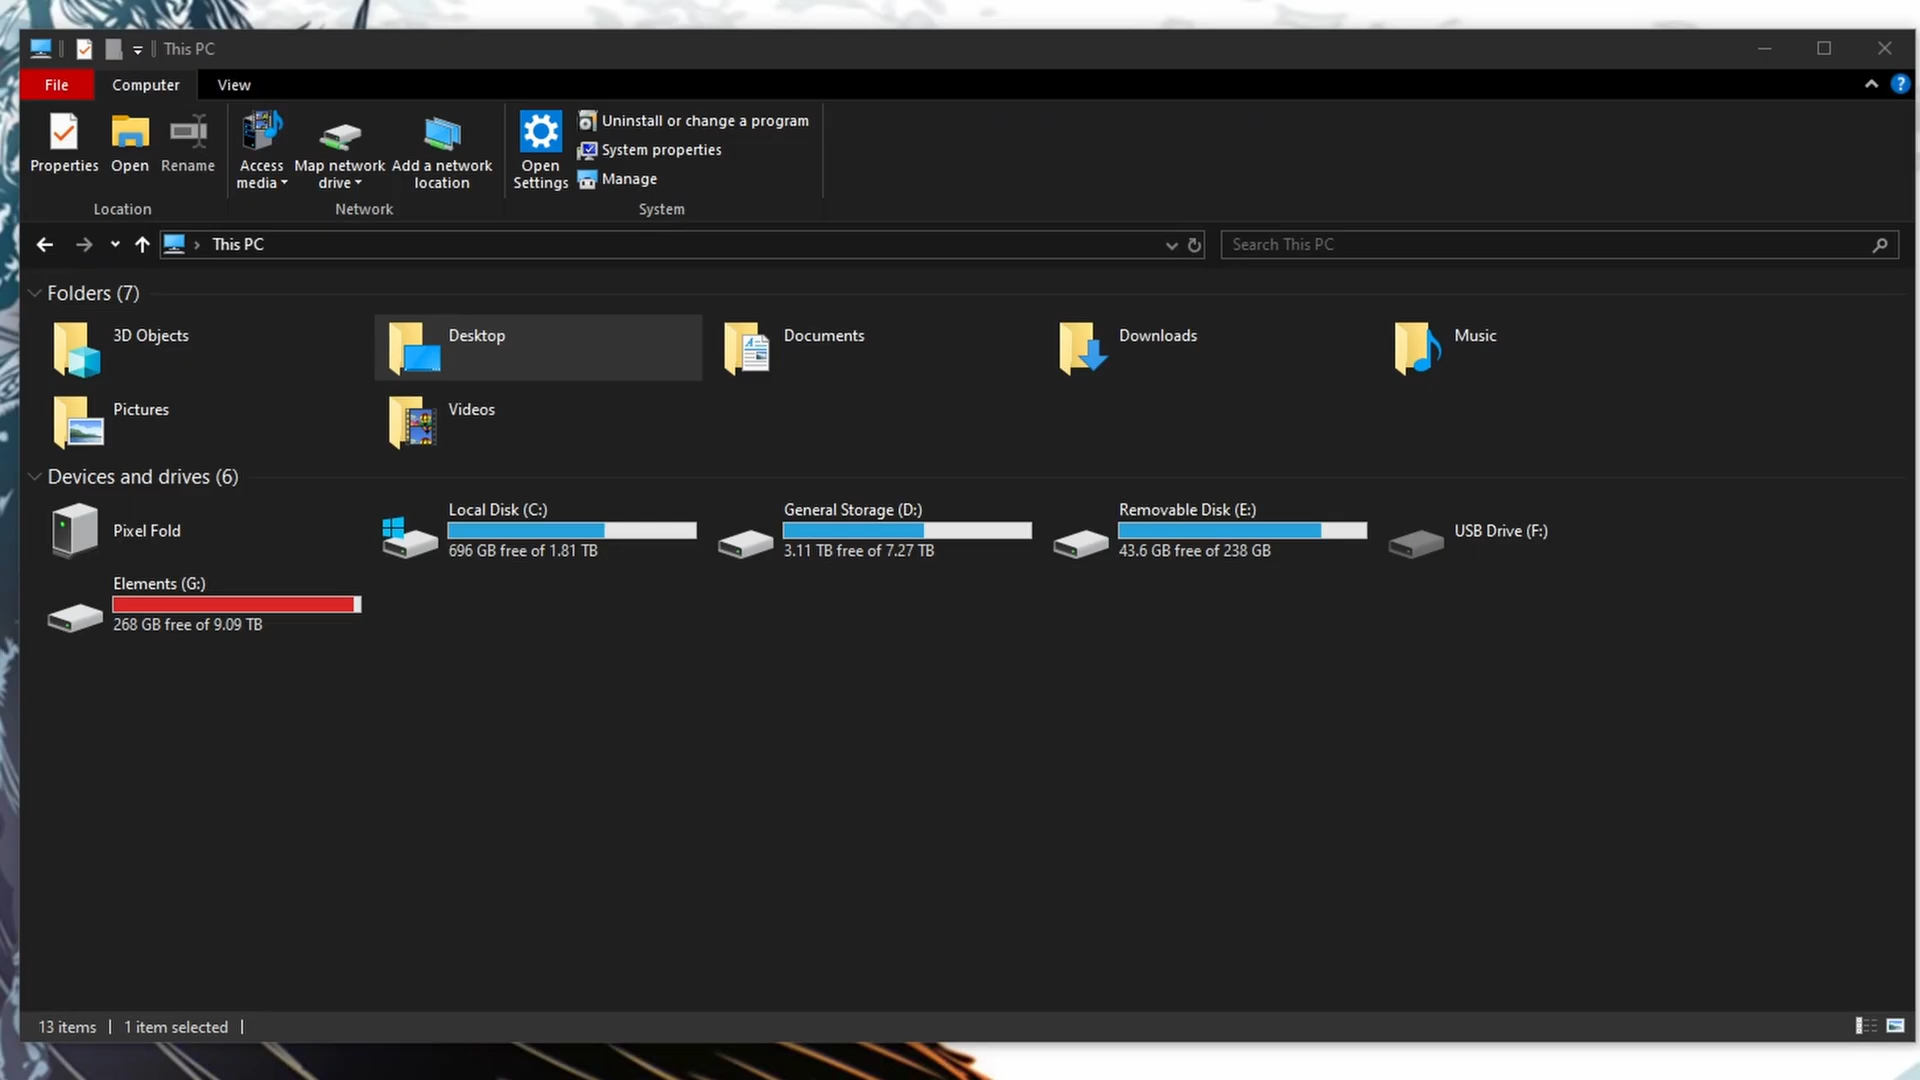 This PC
File
Computer
View
?
Properties
Open
Rename
Access
media
Map network
drive
Add a network
location
Open
Settings
Uninstall or change a program
System properties
Manage
Location
Network
System
This PC
Search This PC
Folders (7)
3D Objects
Desktop
Documents
Downloads
Music
Pictures
Videos
Devices and drives (6)
Pixel Fold
Local Disk (C:)
696 GB free of 1.81 TB
General Storage (D:)
3.11 TB free of 7.27 TB
Removable Disk (E:)
43.6 GB free of 238 GB
USB Drive (F:)
Elements (G:)
268 GB free of 9.09 TB
13 items
1 item selected